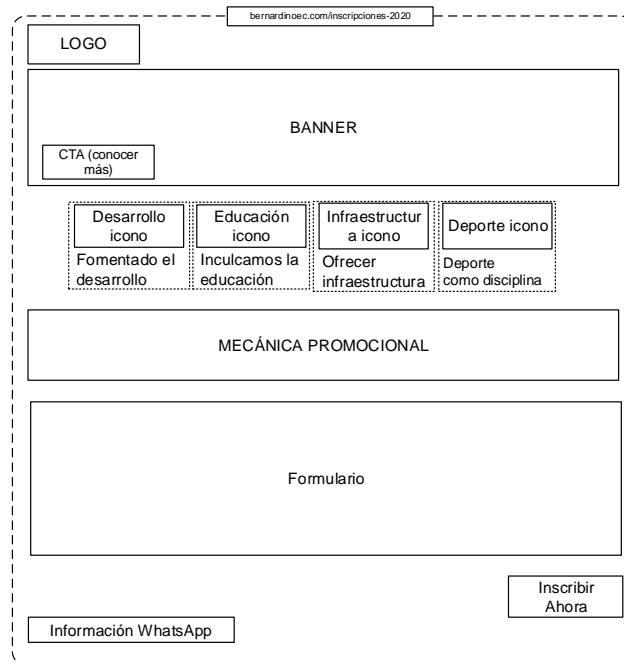 bernardinoec.com/inscripciones-2020
LOGO
BANNER
CTA (conocer
más)
Desarrollo
icono
Fomentado el
desarrollo
Educación
icono
Inculcamos la
educación
Infraestructur
a icono
Ofrecer
infraestructura
Deporte icono
Deporte
como disciplina
MECÁNICA PROMOCIONAL
Formulario
Inscribir
Ahora
Información WhatsApp